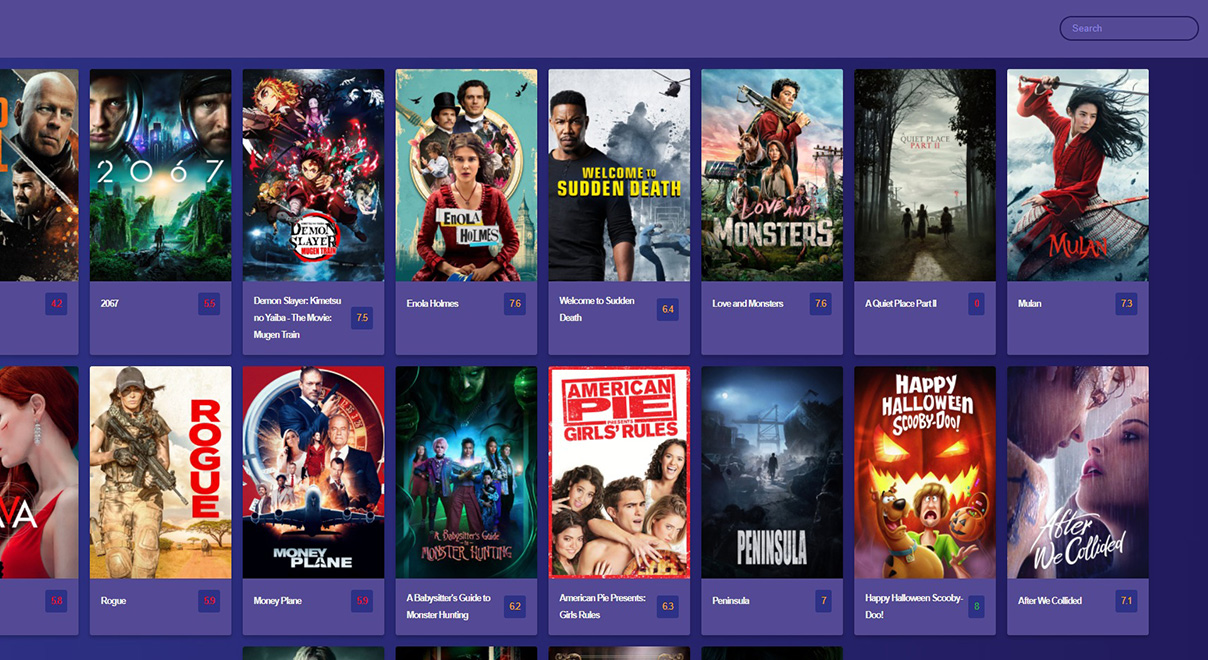 Search
2067
DEMON
SLAYER
MUGEN TRAIN
ENOLA
HOLMES
WELCOME TO
SUDDEN DEATH
LOVE AND
MONSTERS
QUIET PLACE
PART II
MULAN
4.2
2067
5.5
Demon Slayer: Kimetsu
no Yaiba - The Movie:
Mugen Train
7.5
Enola Holmes
7.6
Welcome to Sudden
Death
6.4
Love and Monsters
7.6
A Quiet Place Part II
0
Mulan
7.3
VA
ROGUE
MONEY
PLANE
A Babysitter's Guide
to
MONSTER HUNTING
AMERICAN
PIE
PRESENTS
GIRLS' RULES
PENINSULA
HAPPY
HALLOWEEN
SCOOBY-DOO!
After
We Collided
5.8
Rogue
5.9
Money Plane
5.9
A Babysitter's Guide to
Monster Hunting
6.2
American Pie Presents:
Girls Rules
6.3
Peninsula
7
Happy Halloween Scooby-
Doo!
8
After We Collided
7.1